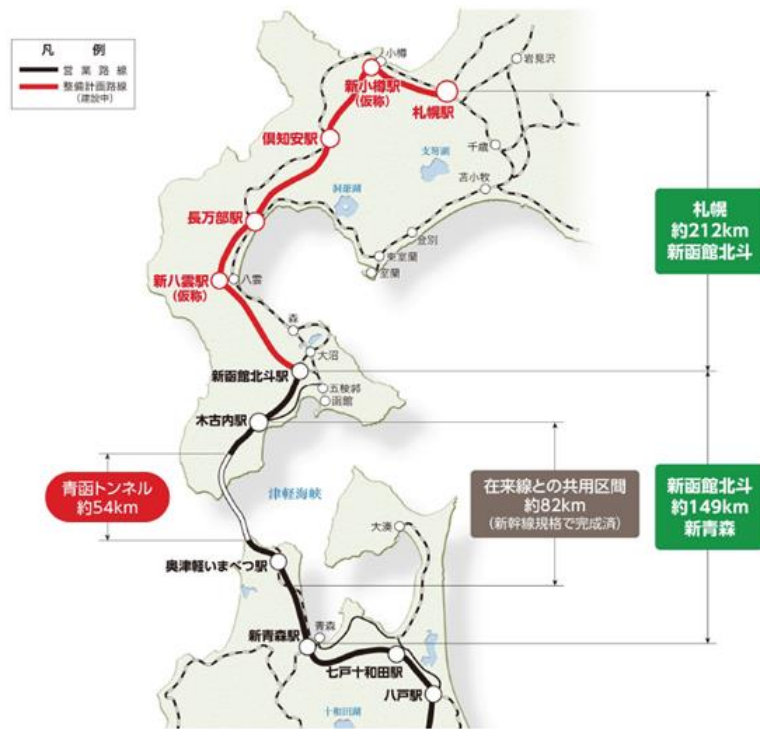 凡 例
営業路線
整備計画路線
(建設中)
小樽
新小樽駅
(仮称)
札幌駅
岩見沢
倶知安駅
千歳
支笏湖
苫小牧
洞爺湖
長万部駅
登別
東室蘭
室蘭
新八雲駅
(仮称)
八雲
森
大沼
新函館北斗駅
五稜郭
函館
木古内駅
札幌
約212km
新函館北斗
青函トンネル
約54km
津軽海峡
在来線との共用区間
約82km
(新幹線規格で完成済)
新函館北斗
約149km
新青森
大湊
奥津軽いまべつ駅
青森
新青森駅
七戸十和田駅
八戸駅
十和田湖